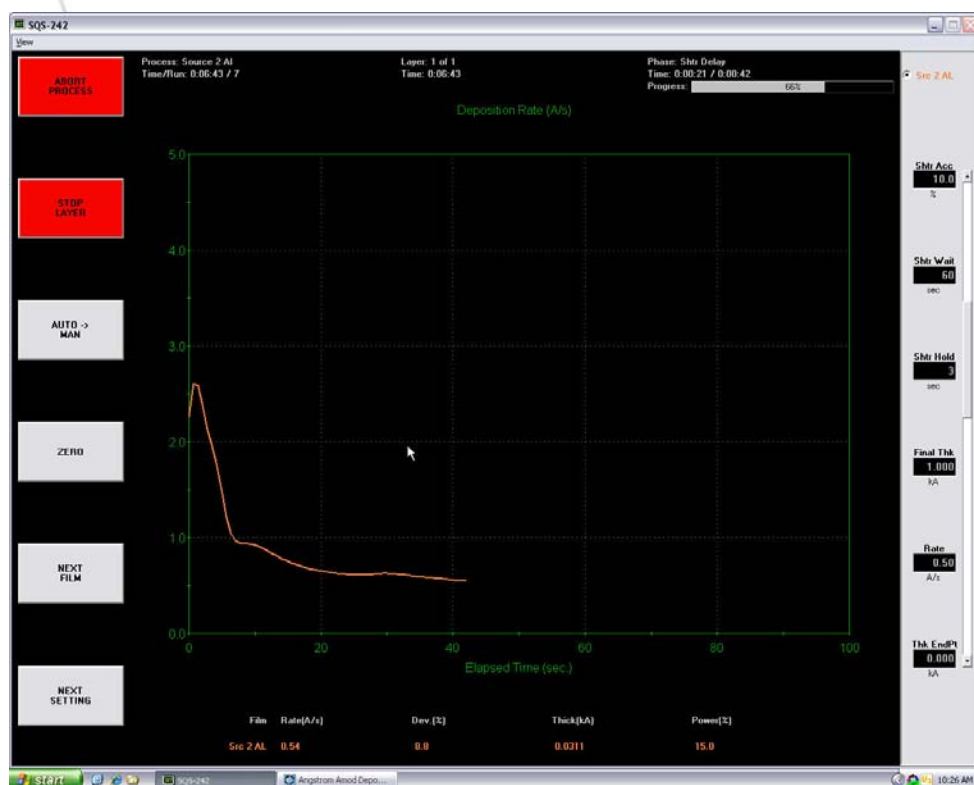 SQS-242
View
ABORT
PROCESS
STOP
LAYER
AUTO ->
MAN
ZERO
NEXT
FILM
NEXT
SETTING
Process: Source 2 Al
Time/Run: 0:06:43 / 7
Layer: 1 of 1
Time: 0:06:43
Phase: Shtr Delay
Time: 0:00:21 / 0:00:42
Progress: 66%
Deposition Rate (A/s)
5.0
4.0
3.0
2.0
1.0
0.0
0 20 40 60 80 100
Elapsed Time (sec.)
Film Rate(A/s) Dev.(%) Thick(kA) Power(%)
Src 2 AL 0.54 8.0 0.0311 15.0
Src 2 AL
Shtr Acc
10.0
%
Shtr Wait
60
sec
Shtr Hold
3
sec
Final Thk
1.000
kA
Rate
0.50
A/s
Thk EndPt
0.000
kA
start SQS-242 Angstrom Amod Depo... 10:26 AM